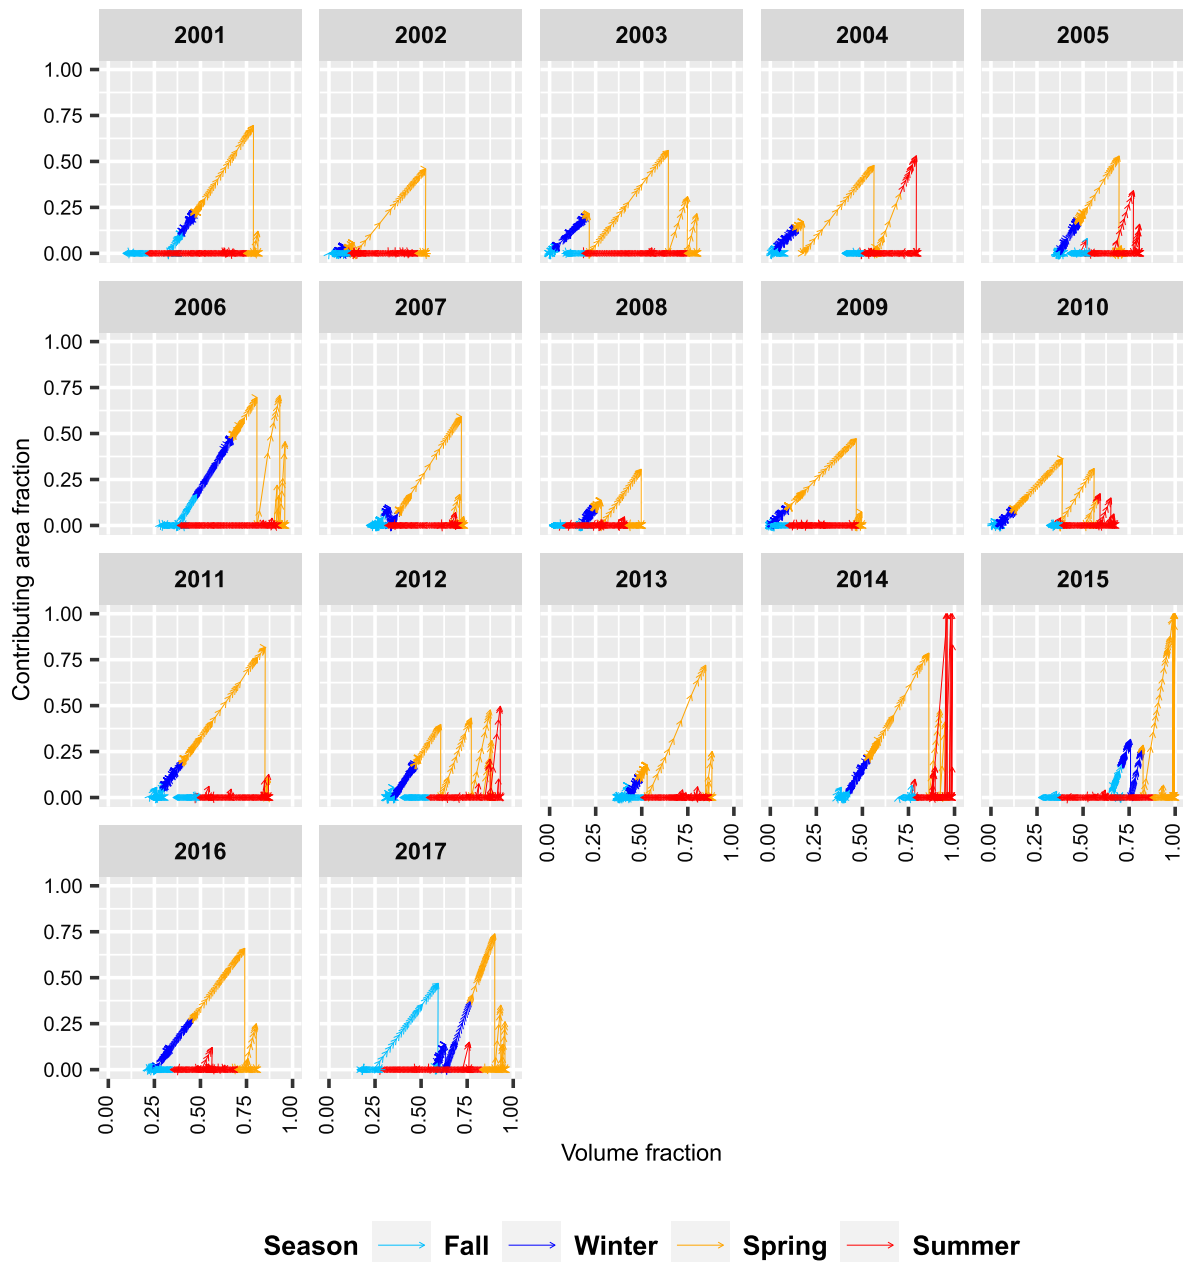 2001 2002 2003 2004 2005
1.00
0.75
0.50
0.25
0.00
2006 2007 2008 2009 2010
1.00
0.75
0.50
0.25
0.00
Contributing area fraction
2011 2012 2013 2014 2015
1.00
0.75
0.50
0.25
0.00
0.00 0.25 0.50 0.75 1.00 0.00 0.25 0.50 0.75 1.00 0.00 0.25 0.50 0.75 1.00
2016 2017
1.00
0.75
0.50
0.25
0.00
0.00 0.25 0.50 0.75 1.00 0.00 0.25 0.50 0.75 1.00
Volume fraction
Season Fall Winter Spring Summer